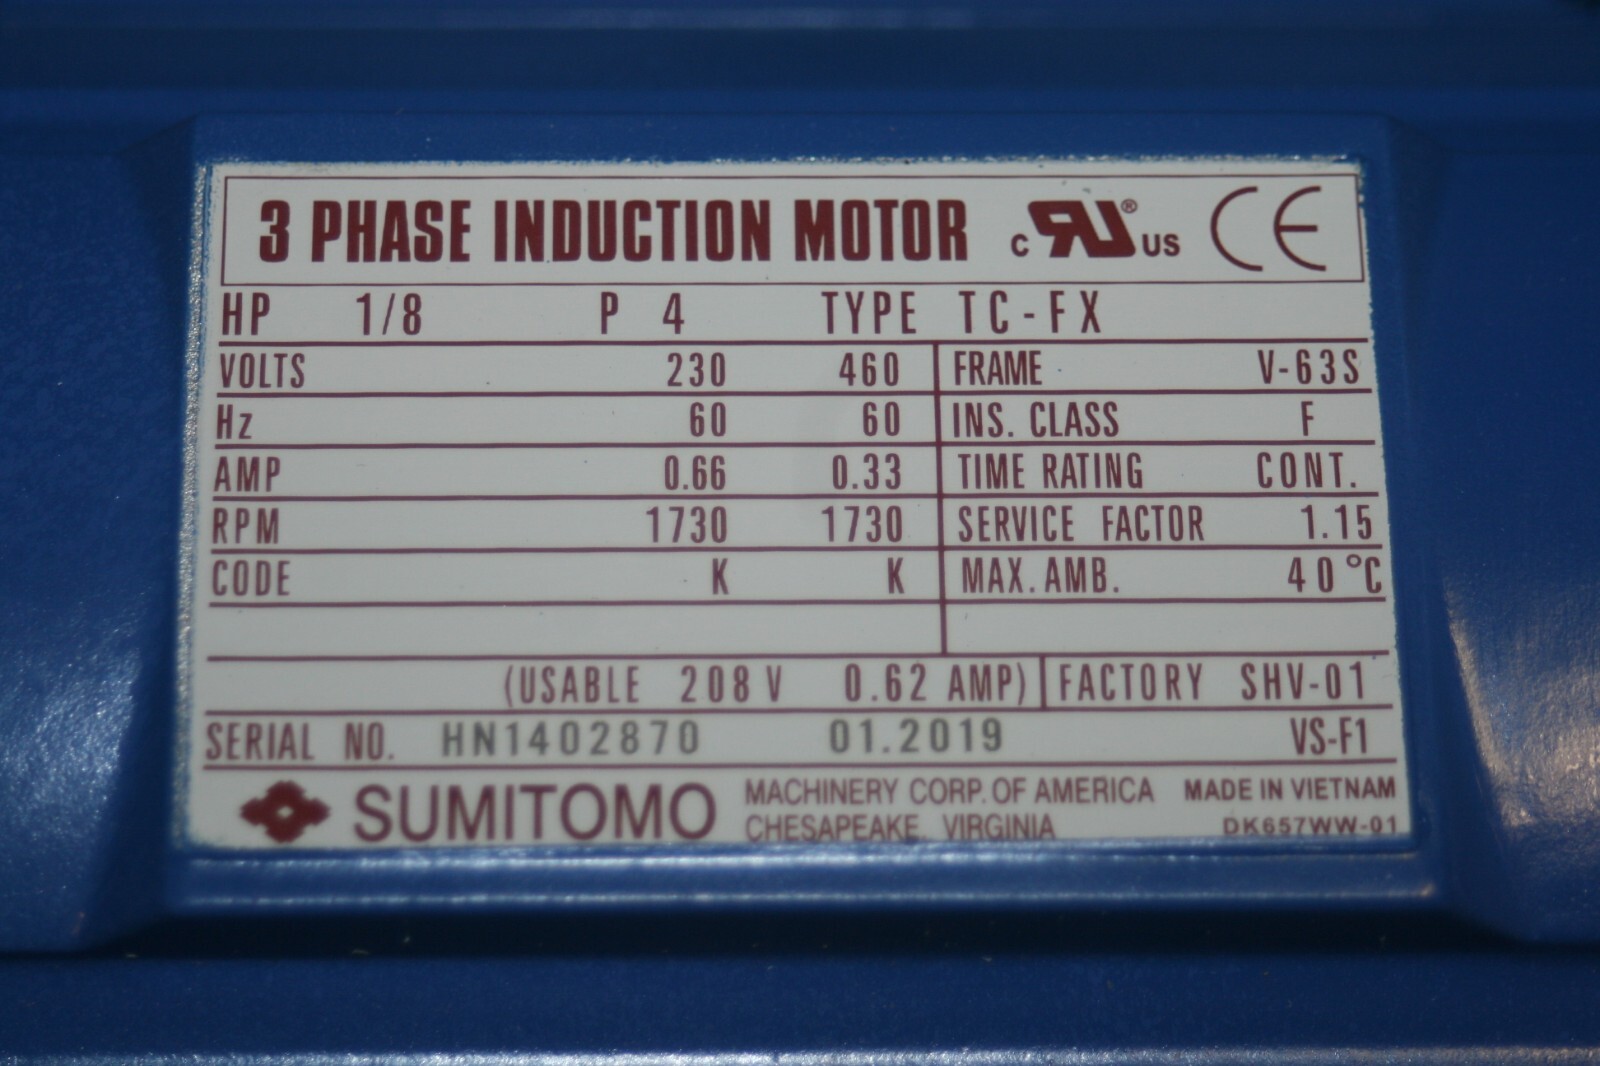 3 PHASE INDUCTION MOTOR c RU® US CE
HP 1/8 P 4 TYPE TC-FX
VOLTS 230 460 FRAME V-63S
Hz 60 60 INS. CLASS F
AMP 0.66 0.33 TIME RATING CONT.
RPM 1730 1730 SERVICE FACTOR 1.15
CODE K K MAX. AMB. 40°C
(USABLE 208V 0.62 AMP) FACTORY SHV-01
SERIAL NO. HN1402870 01.2019 VS-F1
SUMITOMO MACHINERY CORP. OF AMERICA MADE IN VIETNAM
CHESAPEAKE, VIRGINIA DK657WW-01